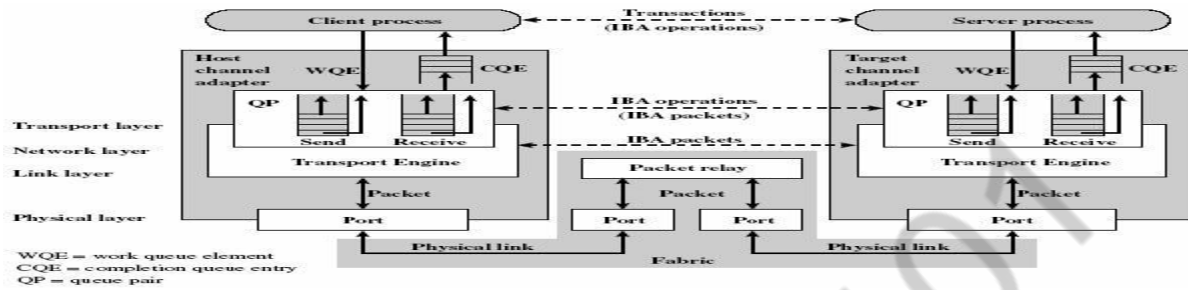 Client process
Transactions
(IBA operations)
Server process
Host
channel
adapter
WQE
CQE
Target
channel
adapter
WQE
CQE
QP
IBA operations
(IBA packets)
QP
Transport layer
Send
Receive
IBA packets
Send
Receive
Network layer
Transport Engine
Packet relay
Transport Engine
Link layer
Packet
Packet
Packet
Physical layer
Port
Port
Port
Port
Physical link
Physical link
Fabric
WQE = work queue element
CQE = completion queue entry
QP = queue pair